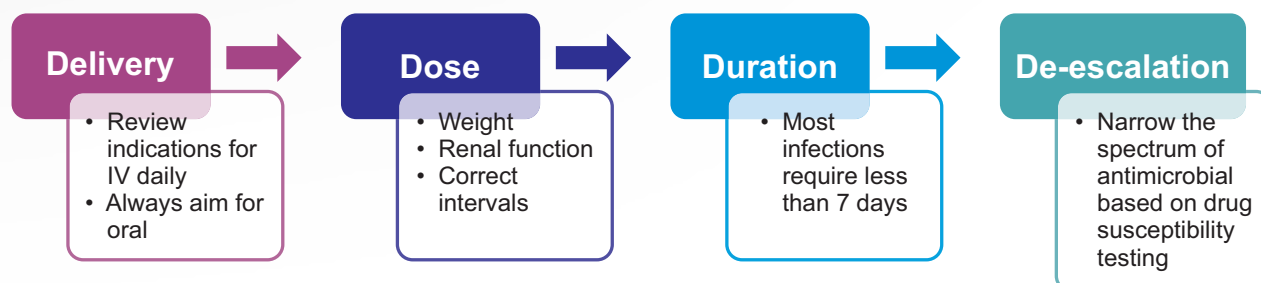 Delivery
• Review
indications for
IV daily
• Always aim for
oral
Dose
• Weight
• Renal function
• Correct
intervals
Duration
• Most
infections
require less
than 7 days
De-escalation
• Narrow the
spectrum of
antimicrobial
based on drug
susceptibility
testing